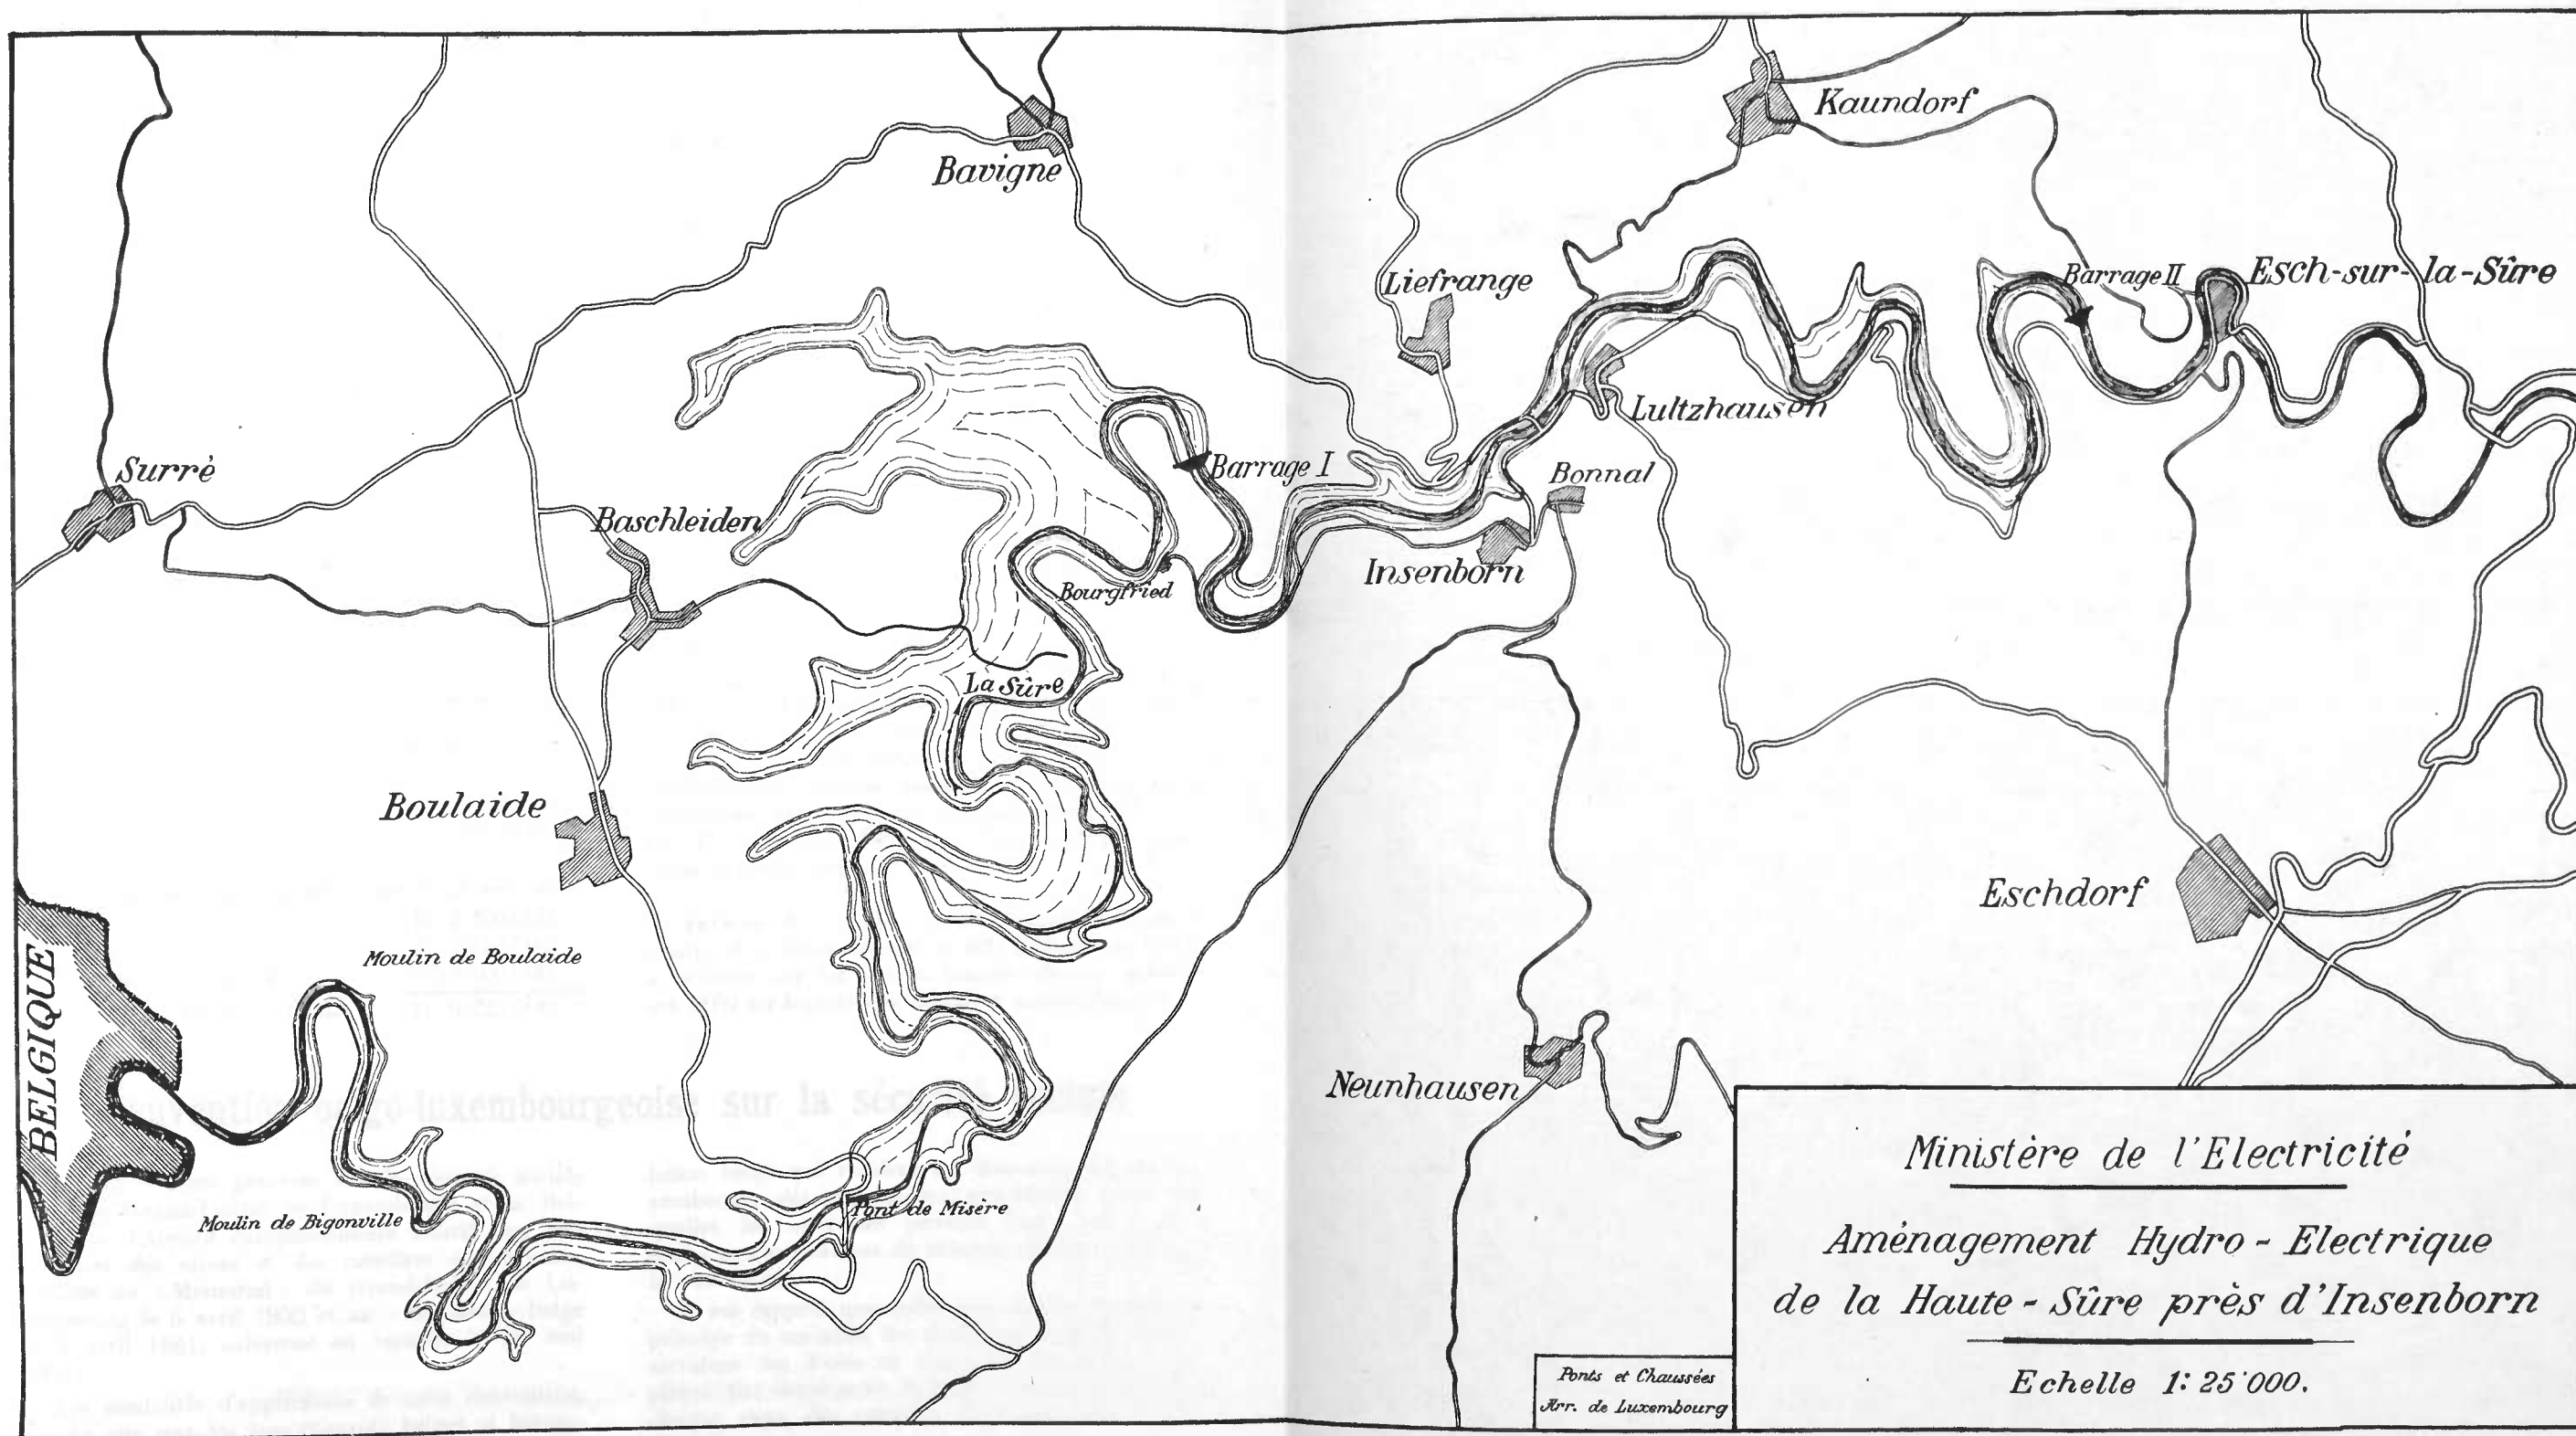 Kaundorf
Bavigne
Liefrange
Barrage II
Esch-sur-la-Sûre
Lultzhausen
Surré
Barrage I
Bonnal
Baschleiden
Insenborn
Bourgfried
La Sûre
Boulaide
Eschdorf
Moulin de Boulaide
BELGIQUE
Neunhausen
Moulin de Bigonville
Pont de Misère
Ministère de l'Electricité
Aménagement Hydro-Electrique
de la Haute-Sûre près d'Insenborn
Echelle 1:25'000.
Ponts et Chaussées
Arr. de Luxembourg